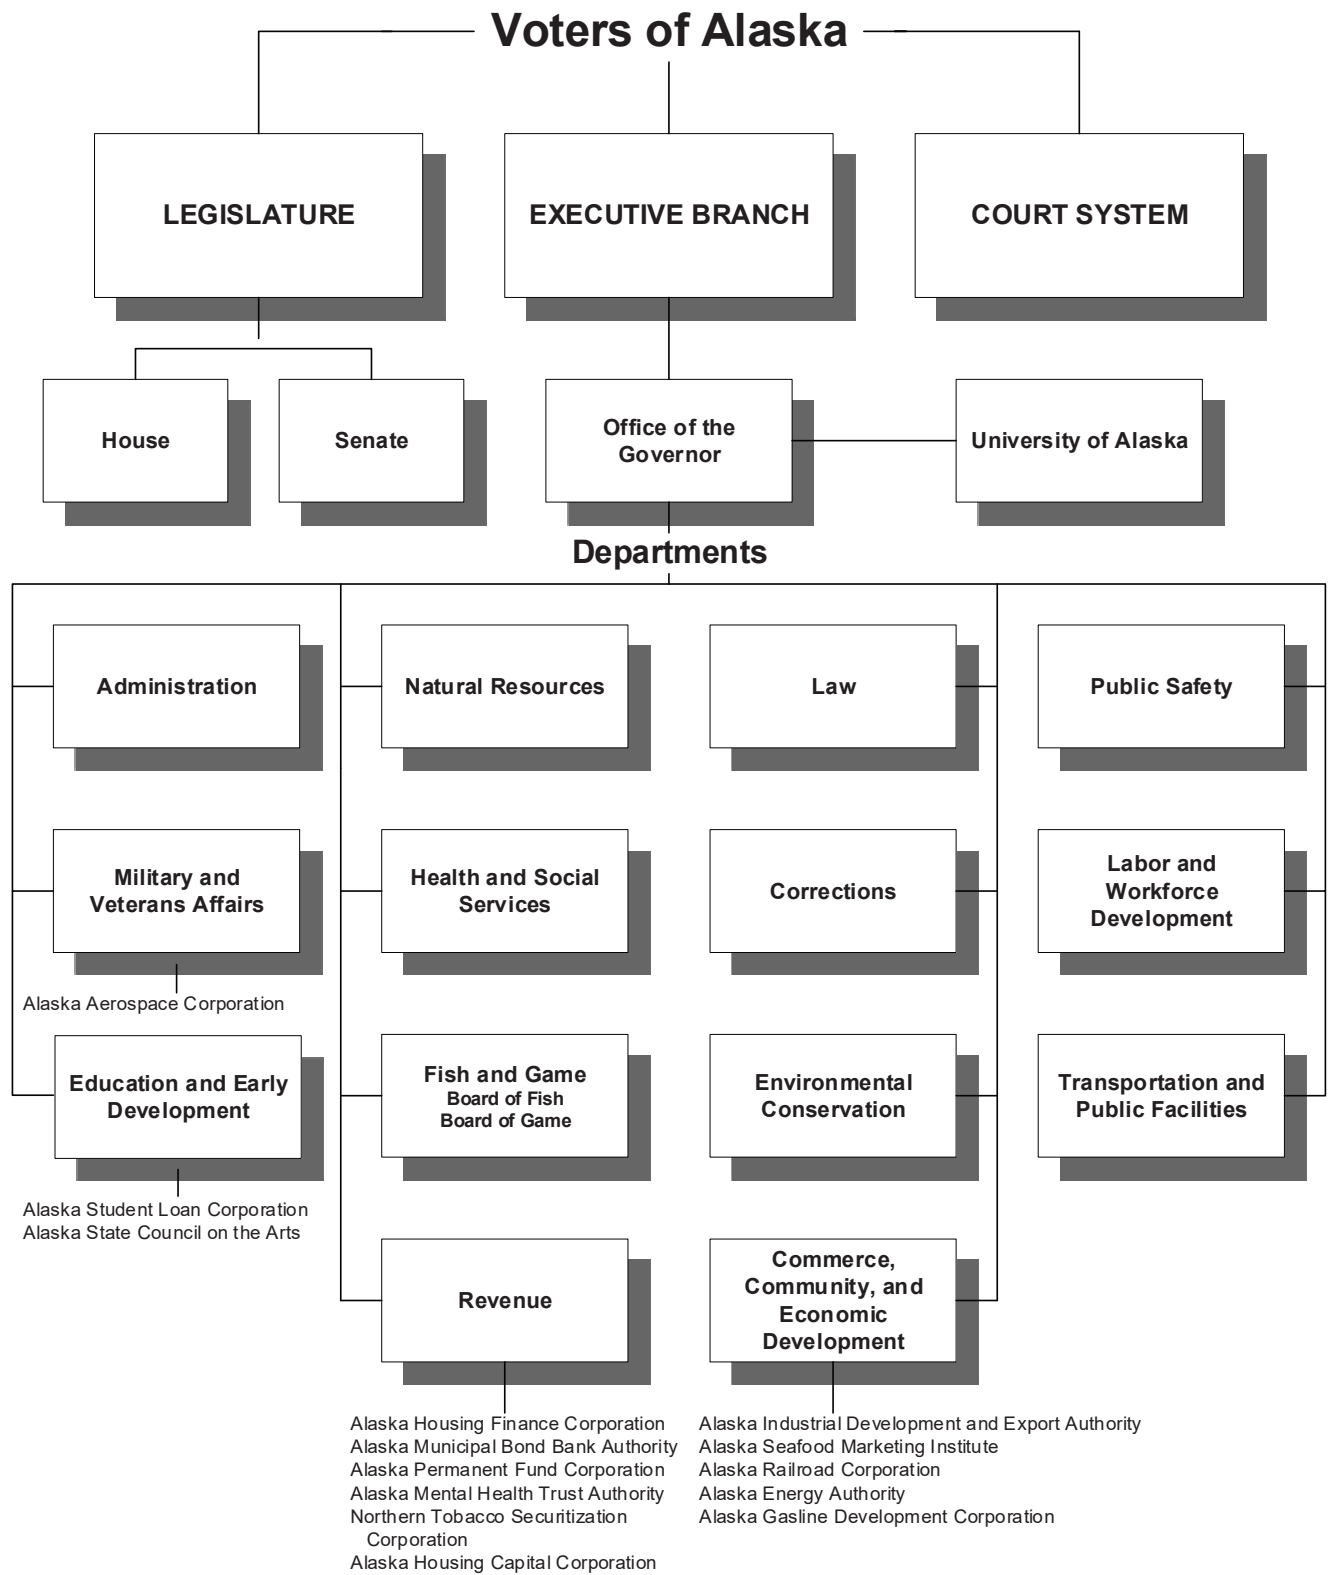 Voters of Alaska
LEGISLATURE
EXECUTIVE BRANCH
COURT SYSTEM
House
Senate
Office of the
Governor
University of Alaska
Departments
Administration
Natural Resources
Law
Public Safety
Military and
Veterans Affairs
Health and Social
Services
Corrections
Labor and
Workforce
Development
Alaska Aerospace Corporation
Education and Early
Development
Fish and Game
Board of Fish
Board of Game
Environmental
Conservation
Transportation and
Public Facilities
Alaska Student Loan Corporation
Alaska State Council on the Arts
Revenue
Commerce,
Community, and
Economic
Development
Alaska Housing Finance Corporation
Alaska Municipal Bond Bank Authority
Alaska Permanent Fund Corporation
Alaska Mental Health Trust Authority
Northern Tobacco Securitization
Corporation
Alaska Housing Capital Corporation
Alaska Industrial Development and Export Authority
Alaska Seafood Marketing Institute
Alaska Railroad Corporation
Alaska Energy Authority
Alaska Gasline Development Corporation